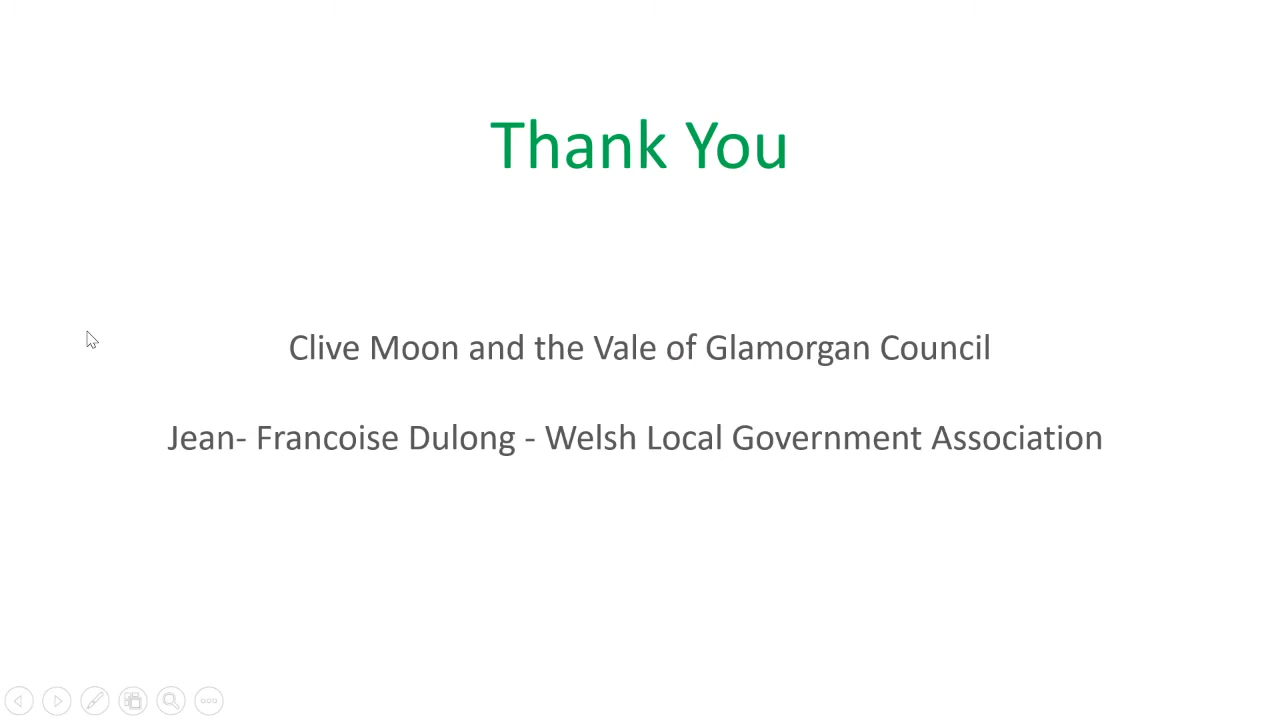 Thank You
Clive Moon and the Vale of Glamorgan Council
Jean- Francoise Dulong - Welsh Local Government Association